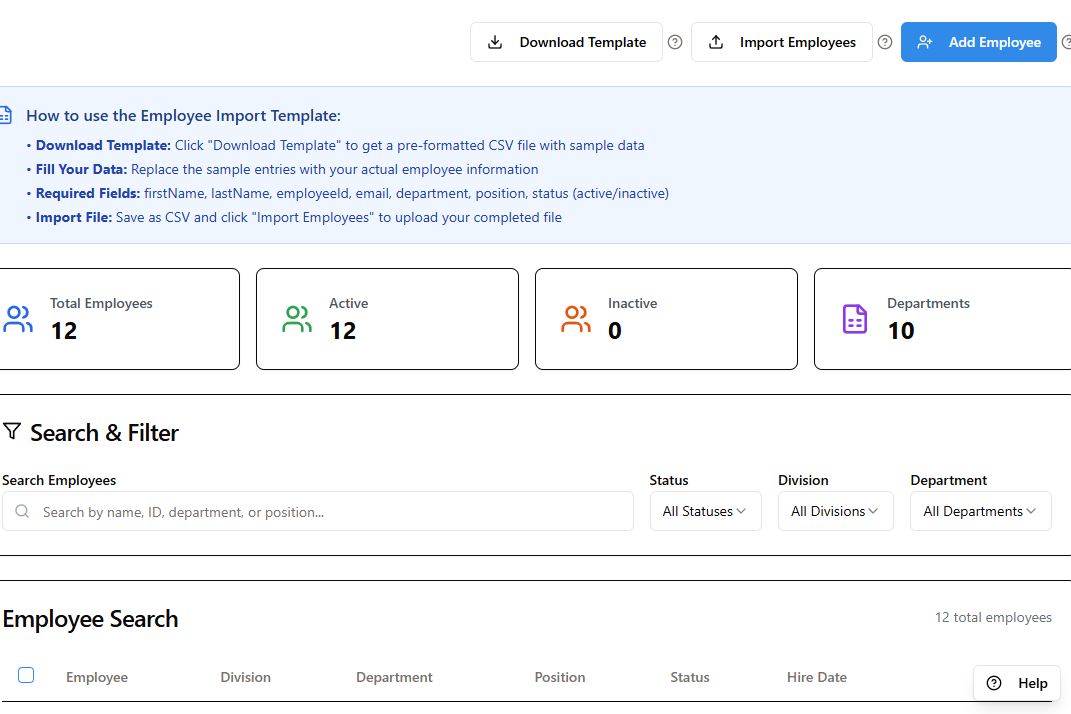 Download Template Import Employees Add Employee
How to use the Employee Import Template:
• Download Template: Click "Download Template" to get a pre-formatted CSV file with sample data
• Fill Your Data: Replace the sample entries with your actual employee information
• Required Fields: firstName, lastName, employeeId, email, department, position, status (active/inactive)
• Import File: Save as CSV and click "Import Employees" to upload your completed file
Total Employees
12
Active
12
Inactive
0
Departments
10
Search & Filter
Search Employees
Search by name, ID, department, or position...
Status
All Statuses
Division
All Divisions
Department
All Departments
Employee Search
12 total employees
Employee Division Department Position Status Hire Date
Help